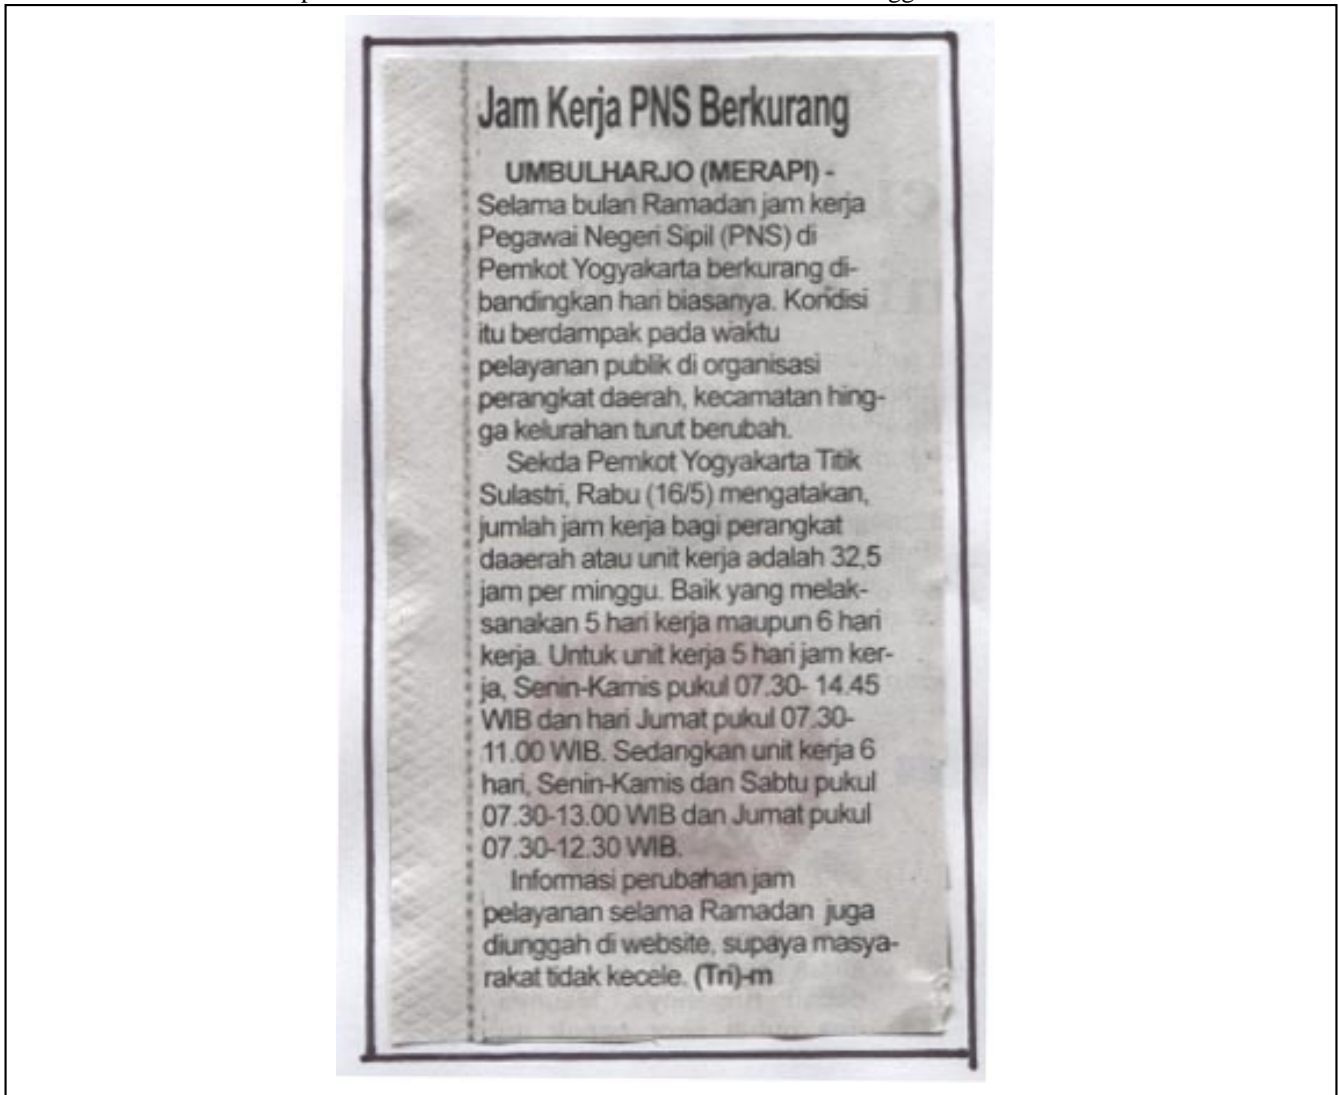 Jam Kerja PNS Berkurang
UMBULHARJO (MERAPI) -
Selama bulan Ramadan jam kerja
Pegawai Negeri Sipil (PNS) di
Pemkot Yogyakarta berkurang di-
bandingkan hari biasanya. Kondisi
itu berdampak pada waktu
pelayanan publik di organisasi
perangkat daerah, kecamatan hing-
ga kelurahan turut berubah.
Sekda Pemkot Yogyakarta Titik
Sulastri, Rabu (16/5) mengatakan,
jumlah jam kerja bagi perangkat
daaerah atau unit kerja adalah 32,5
jam per minggu. Baik yang melak-
sanakan 5 hari kerja maupun 6 hari
kerja. Untuk unit kerja 5 hari jam ker-
ja, Senin-Kamis pukul 07.30- 14.45
WIB dan hari Jumat pukul 07.30-
11.00 WIB. Sedangkan unit kerja 6
hari, Senin-Kamis dan Sabtu pukul
07.30-13.00 WIB dan Jumat pukul
07.30-12.30 WIB.
Informasi perubahan jam
pelayanan selama Ramadan juga
diunggah di website, supaya masya-
rakat tidak kecele. (Tri)-m